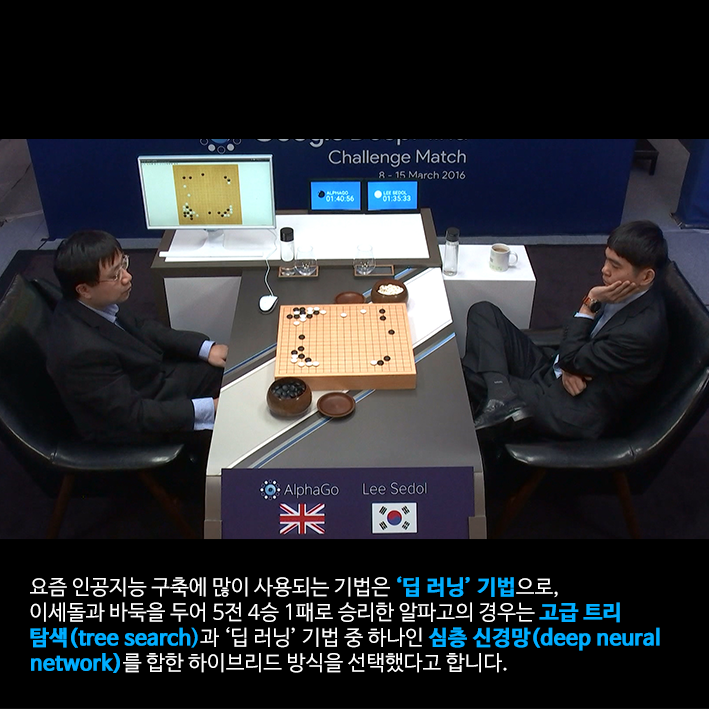 Challenge Match
8 - 15 March 2016
ALPHAGO
01:40:56
LEE SEDOL
01:35:33
AlphaGo Lee Sedol
요즘 인공지능 구축에 많이 사용되는 기법은 ‘딥 러닝’ 기법으로,
이세돌과 바둑을 두어 5전 4승 1패로 승리한 알파고의 경우는 고급 트리
탐색(tree search)과 ‘딥 러닝’ 기법 중 하나인 심층 신경망(deep neural
network)를 합한 하이브리드 방식을 선택했다고 합니다.